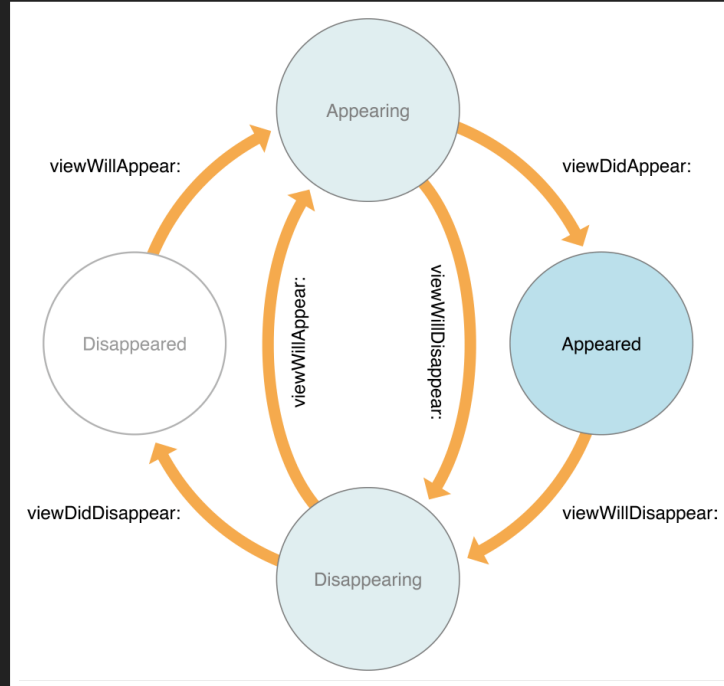 Appearing
viewWillAppear:
viewDidAppear:
viewWillAppear:
viewWillDisappear:
Disappeared
Appeared
viewDidDisappear:
viewWillDisappear:
Disappearing